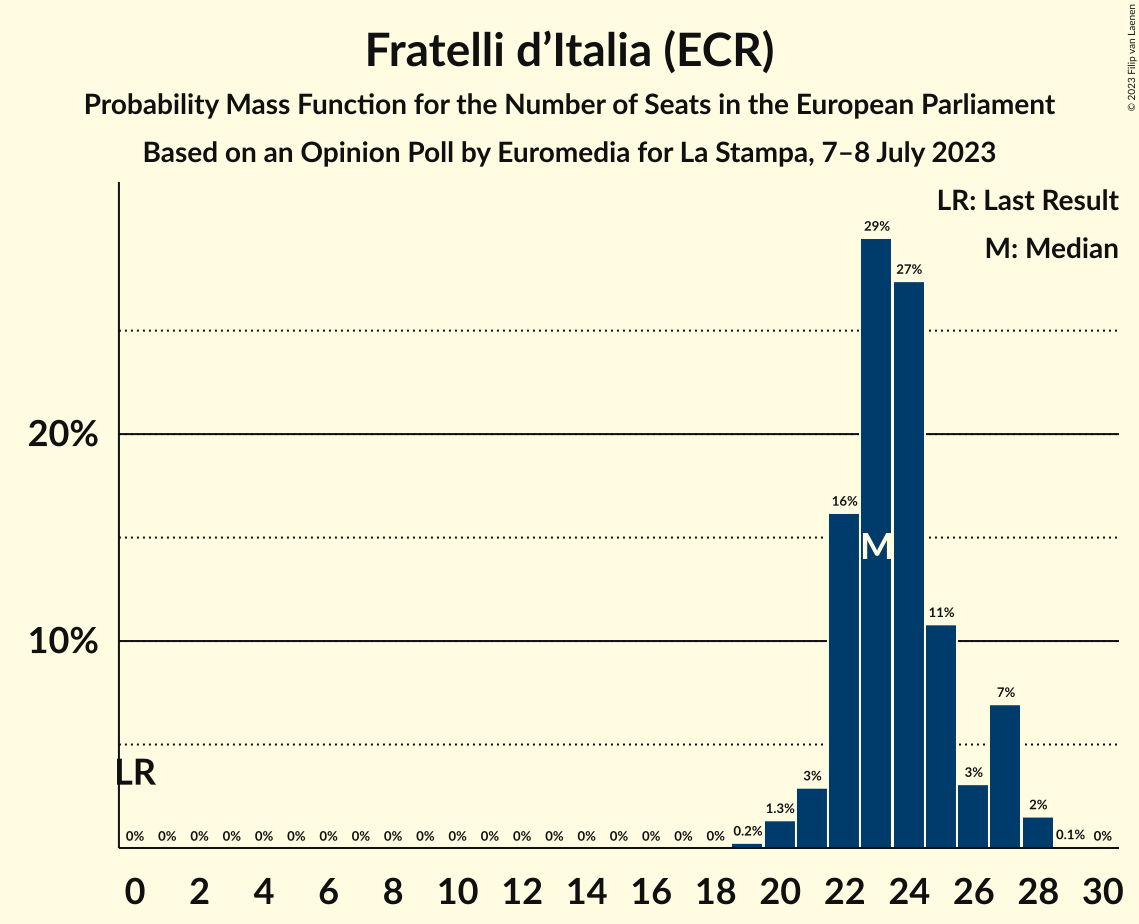 Fratelli d’Italia (ECR)
Probability Mass Function for the Number of Seats in the European Parliament
Based on an Opinion Poll by Euromedia for La Stampa, 7–8 July 2023
© 2023 Filip van Laenen
LR: Last Result
M: Median
29%
27%
20%
16%
M
11%
10%
7%
LR
3%
3%
2%
1.3%
0% 0% 0% 0% 0% 0% 0% 0% 0% 0% 0% 0% 0% 0% 0% 0% 0% 0% 0% 0.2% 0.1% 0%
0 2 4 6 8 10 12 14 16 18 20 22 24 26 28 30